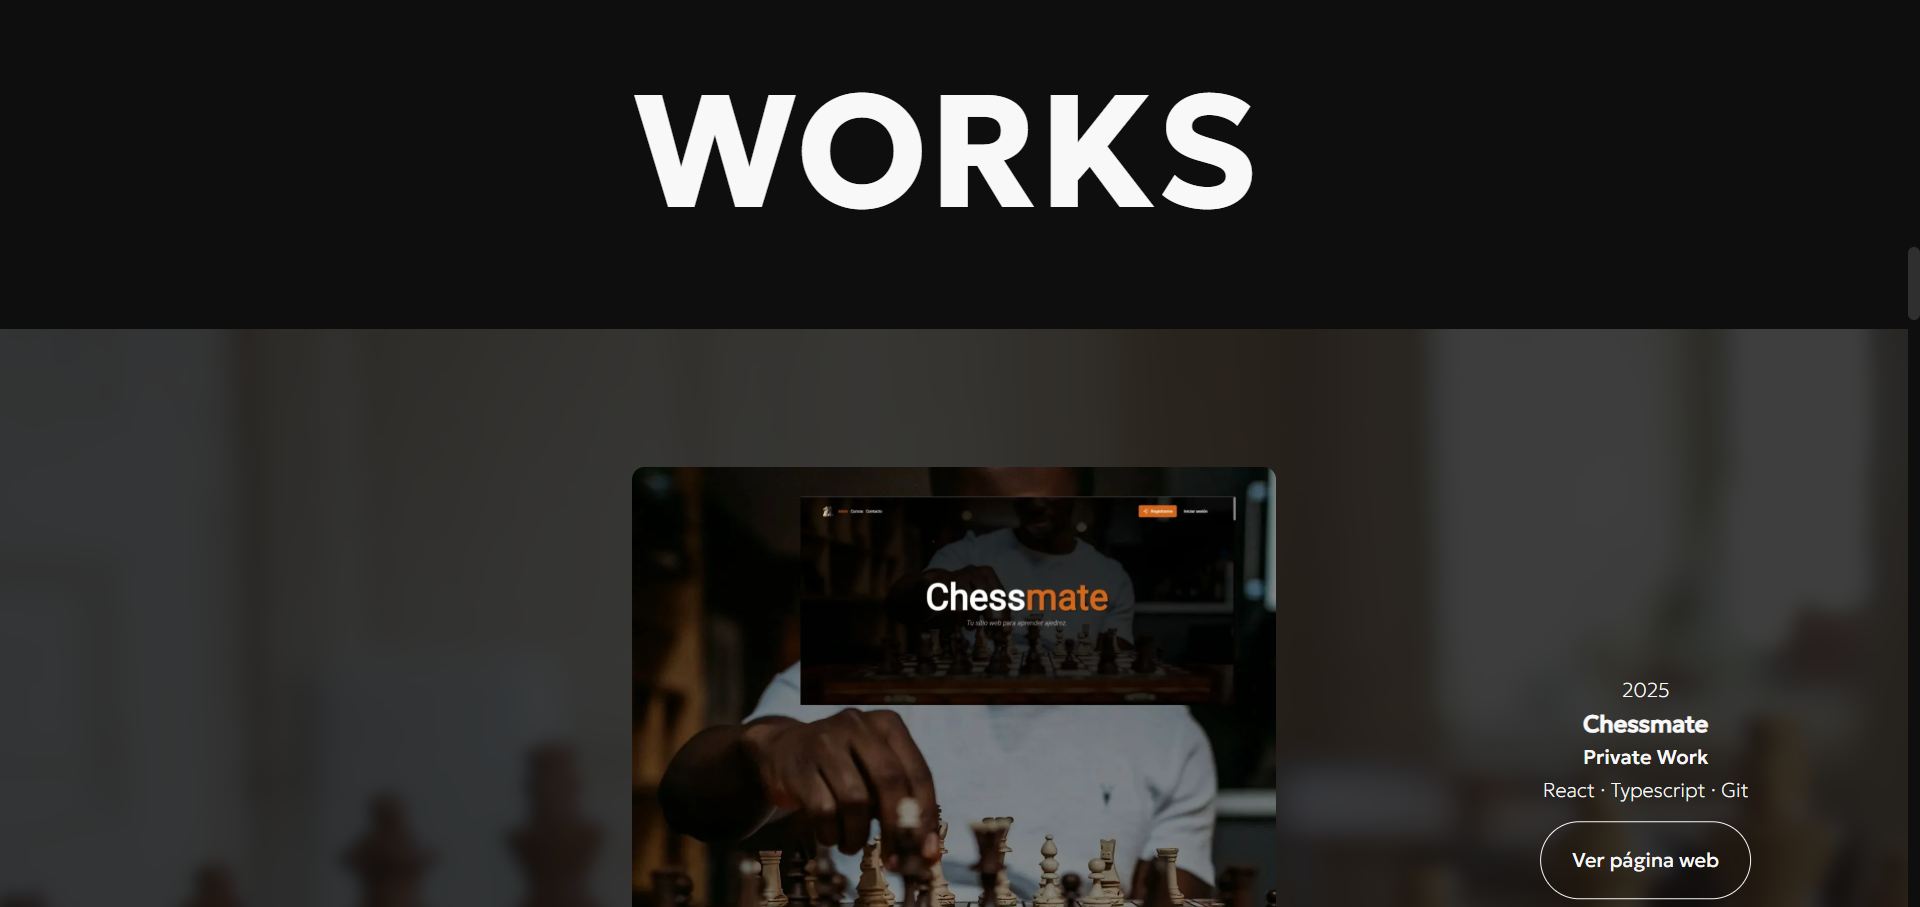 WORKS
Inicio Cursos Contacto
Registrarse
Iniciar sesión
Chessmate
Tu sitio web para aprender ajedrez.
2025
Chessmate
Private Work
React · Typescript · Git
Ver página web